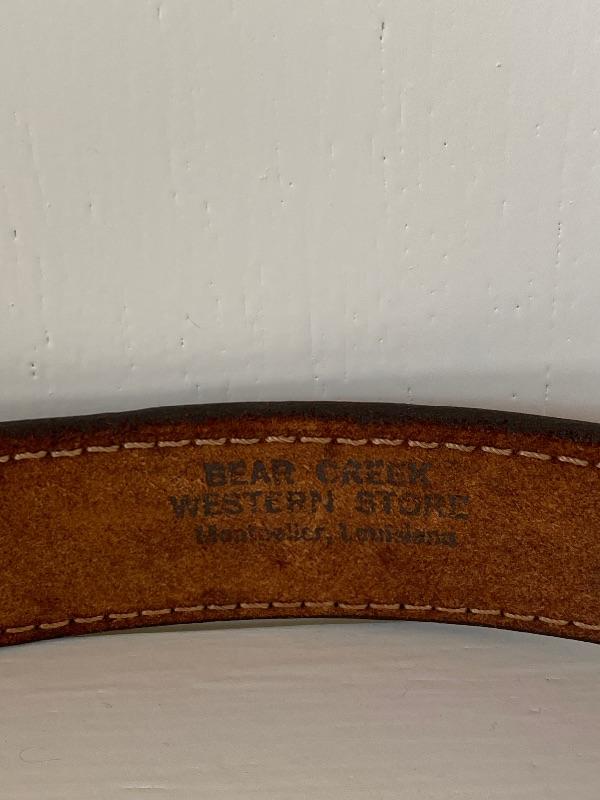 BEAR CREEK
WESTERN STORE
Montpelier, Louisiana